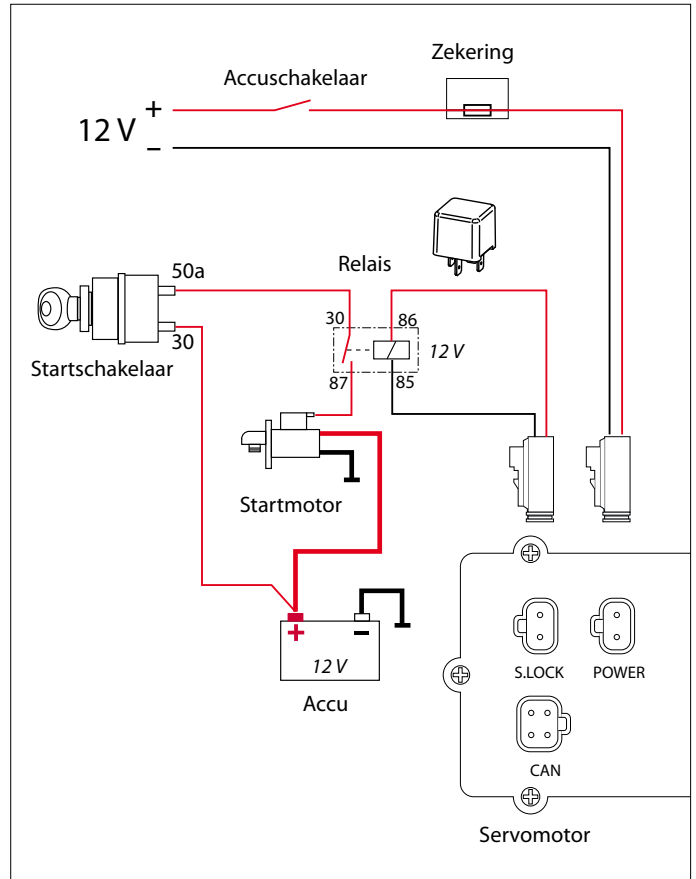 Zekering
Accuschakelaar
+
12 V
–
50a
Relais
30
86
30
12 V
Startschakelaar
87
85
Startmotor
+ –
12 V
S.LOCK POWER
Accu
CAN
Servomotor